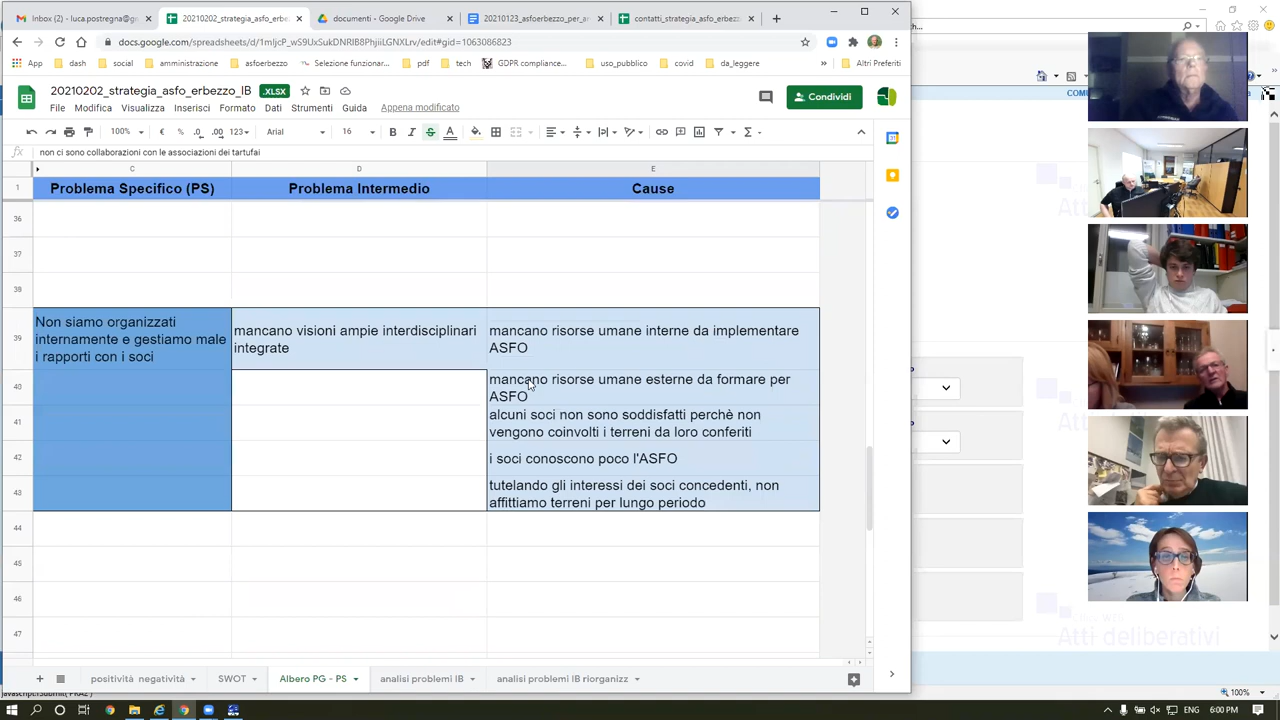 Inbox (2) - luca.postregna@gm
20210202_strategia_asfo_erbe
documenti - Google Drive
20210123_asfoerbezzo_per_av
contatti_strategia_asfo_erbezz
docs.google.com/spreadsheets/d/
/edit#gid=
App
dash
social
amministrazione
asfoerbezzo
Selezione funzionar...
pdf
tech
GDPR compliance...
uso_pubblico
covid
da_leggere
»
Altri Preferiti
20210202_strategia_asfo_erbezzo_IB
.XLSX
File
Modifica
Visualizza
Inserisci
Formato
Dati
Strumenti
Guida
Appena modificato
Condividi
100%
€
%
.0
.00
123
Arial
16
B
I
S
A
fx
non ci sono collaborazioni con le associazioni dei tartufai
C
D
E
1
Problema Specifico (PS)
Problema Intermedio
Cause
36
37
38
Non siamo organizzati
internamente e gestiamo male
i rapporti con i soci
mancano visioni ampie interdisciplinari
integrate
mancano risorse umane interne da implementare
ASFO
40
mancano risorse umane esterne da formare per
ASFO
alcuni soci non sono soddisfatti perchè non
vengono coinvolti i terreni da loro conferiti
42
i soci conoscono poco l'ASFO
43
tutelando gli interessi dei soci concedenti, non
affittiamo terreni per lungo periodo
44
45
46
47
positività negatività
SWOT
Albero PG - PS
analisi problemi IB
analisi problemi IB riorganizz
COMU
Atti deliberativi
100%
ENG
6:00 PM